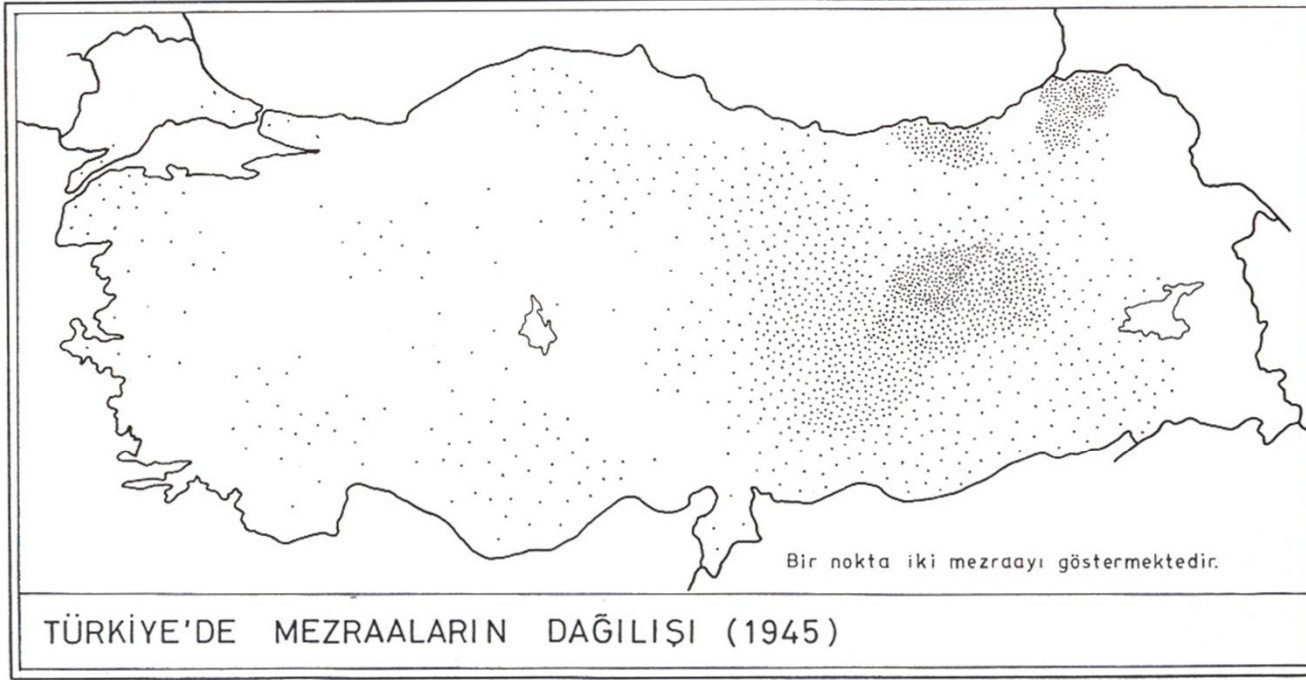 Bir nokta iki mezraayı göstermektedir.
TÜRKİYE'DE MEZRAALARIN DAĞILIŞI (1945)